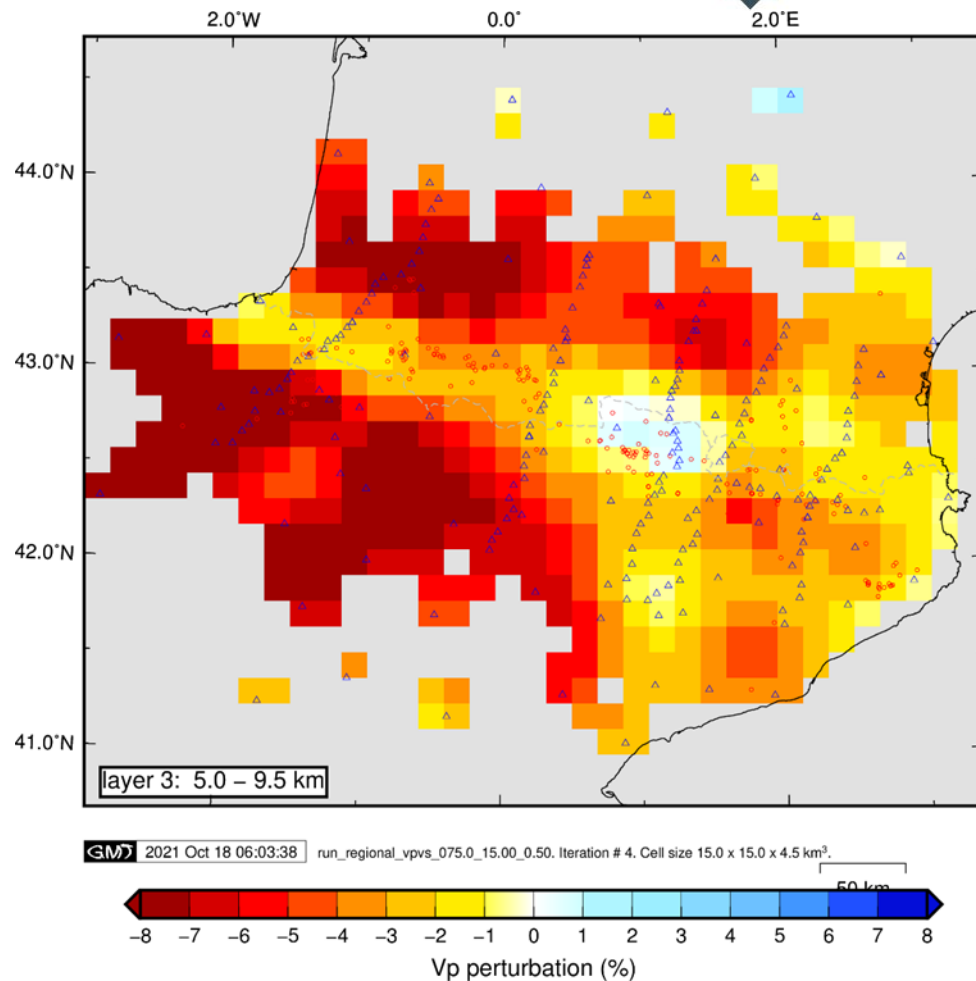 2.0°W 0.0° 2.0°E
44.0°N
43.0°N
42.0°N
41.0°N
layer 3: 5.0 – 9.5 km
GMT 2021 Oct 18 06:03:38 run_regional_vpvs_075.0_15.00_0.50. Iteration # 4. Cell size 15.0 x 15.0 x 4.5 km³.
50 km
−8 −7 −6 −5 −4 −3 −2 −1 0 1 2 3 4 5 6 7 8
Vp perturbation (%)